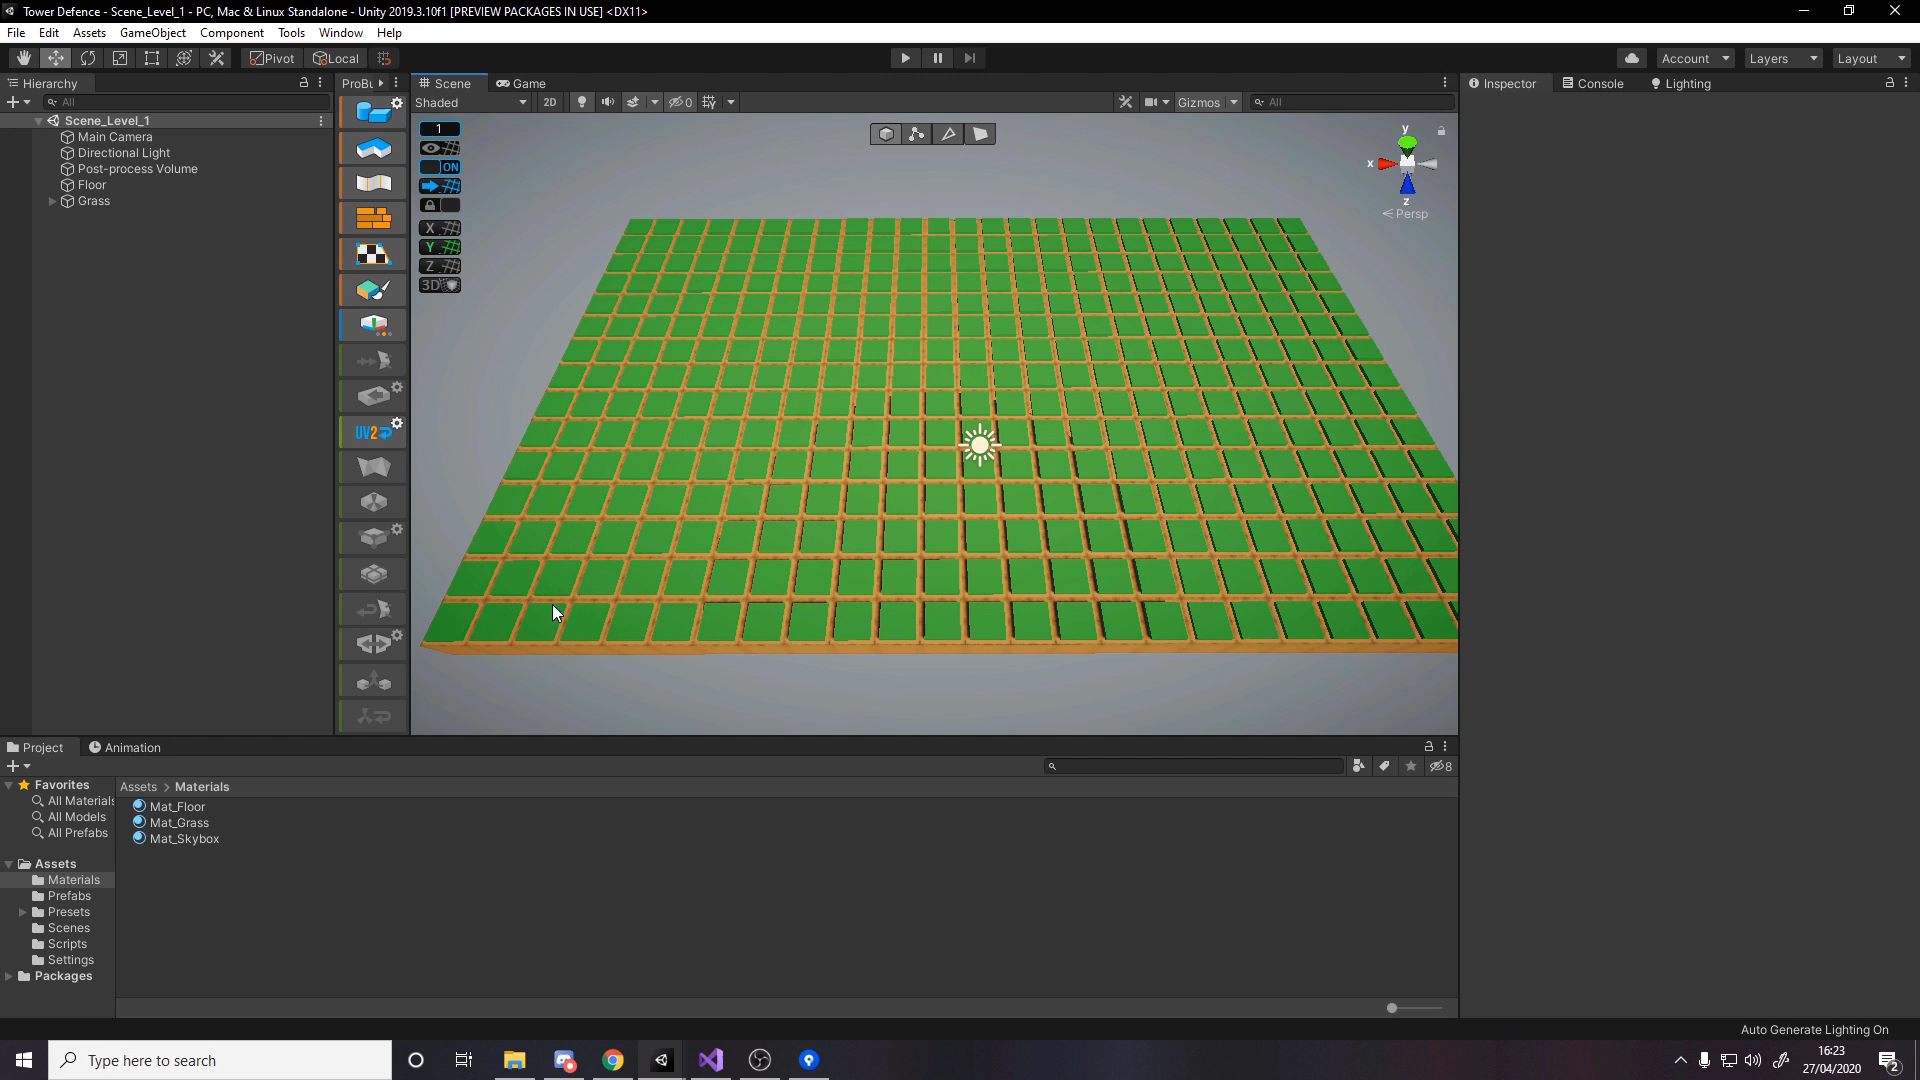 Tower Defence - Scene_Level_1 - PC, Mac & Linux Standalone - Unity 2019.3.10f1 [PREVIEW PACKAGES IN USE] <DX11>
File Edit Assets GameObject Component Tools Window Help
Pivot Local Account Layers Layout
Hierarchy ProBu Scene Game Inspector Console Lighting
All Shaded 2D 0 Gizmos All
Scene_Level_1
Main Camera
Directional Light
Post-process Volume
Floor
Grass
1
ON
X
Y
Z
3D
UV2
y
x
z
Persp
Project Animation
8
Favorites
All Materials
All Models
All Prefabs
Assets
Materials
Prefabs
Presets
Scenes
Scripts
Settings
Packages
Assets > Materials
Mat_Floor
Mat_Grass
Mat_Skybox
Auto Generate Lighting On
Type here to search
16:23
27/04/2020
2